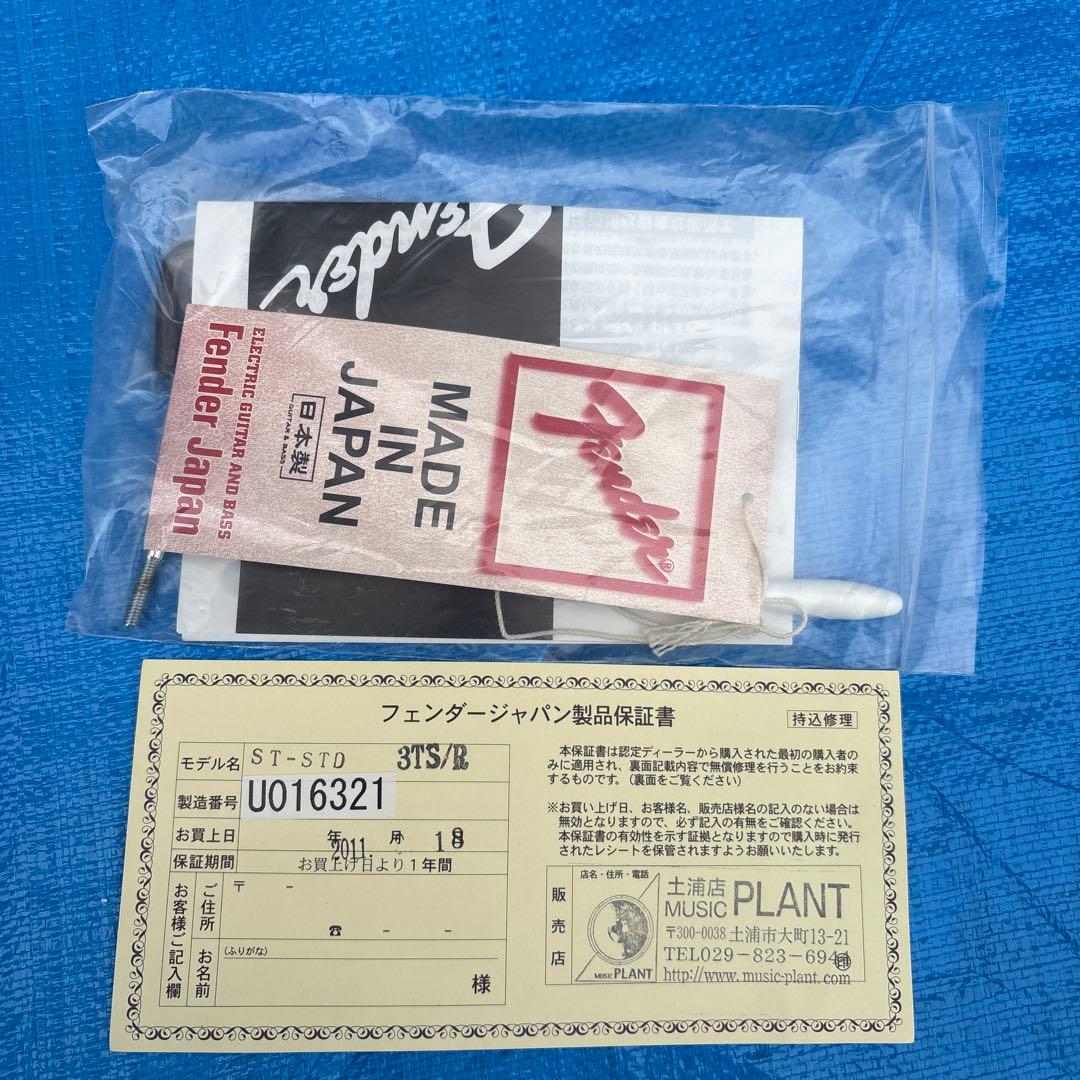 Fender
Fender®
MADE
IN
JAPAN
日本製
GUITAR & BASS
ELECTRIC GUITAR AND BASS
Fender Japan
フェンダージャパン製品保証書
持込修理
モデル名 ST-STD 3TS/R
製造番号 U016321
お買上日 2011 年 月 18
保証期間 お買上げ日より1年間
お客様ご記入欄
ご住所
〒 -
☎ - -
お名前
(ふりがな)
様
本保証書は認定ディーラーから購入された最初の購入者の
みに適用され、裏面記載内容で無償修理を行うことをお約束
するものです。(裏面をご覧ください)
※お買い上げ日、お客様名、販売店様名の記入のない場合は
無効となりますので、必ず記入の有無をご確認ください。
本保証書の有効性を示す証拠となりますので購入時に発行
されたレシートを保管されますようお願いいたします。
販売店
店名・住所・電話
MUSIC PLANT
土浦店
MUSIC PLANT
〒300-0038 土浦市大町13-21
TEL029-823-694
印
http://www.music-plant.com